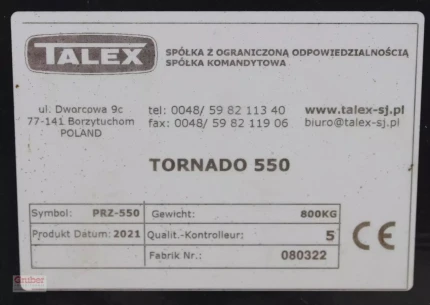 TALEX
SPÓŁKA Z OGRANICZONĄ ODPOWIEDZIALNOŚCIĄ
SPÓŁKA KOMANDYTOWA
ul. Dworcowa 9c
77-141 Borzytuchom
POLAND
tel: 0048/ 59 82 113 40
fax: 0048/ 59 82 119 06
www.talex-sj.pl
biuro@talex-sj.pl
TORNADO 550
Symbol: PRZ-550 Gewicht: 800KG
Produkt Datum: 2021 Qualit.-Kontrolleur: 5
Fabrik Nr.: 080322
CE